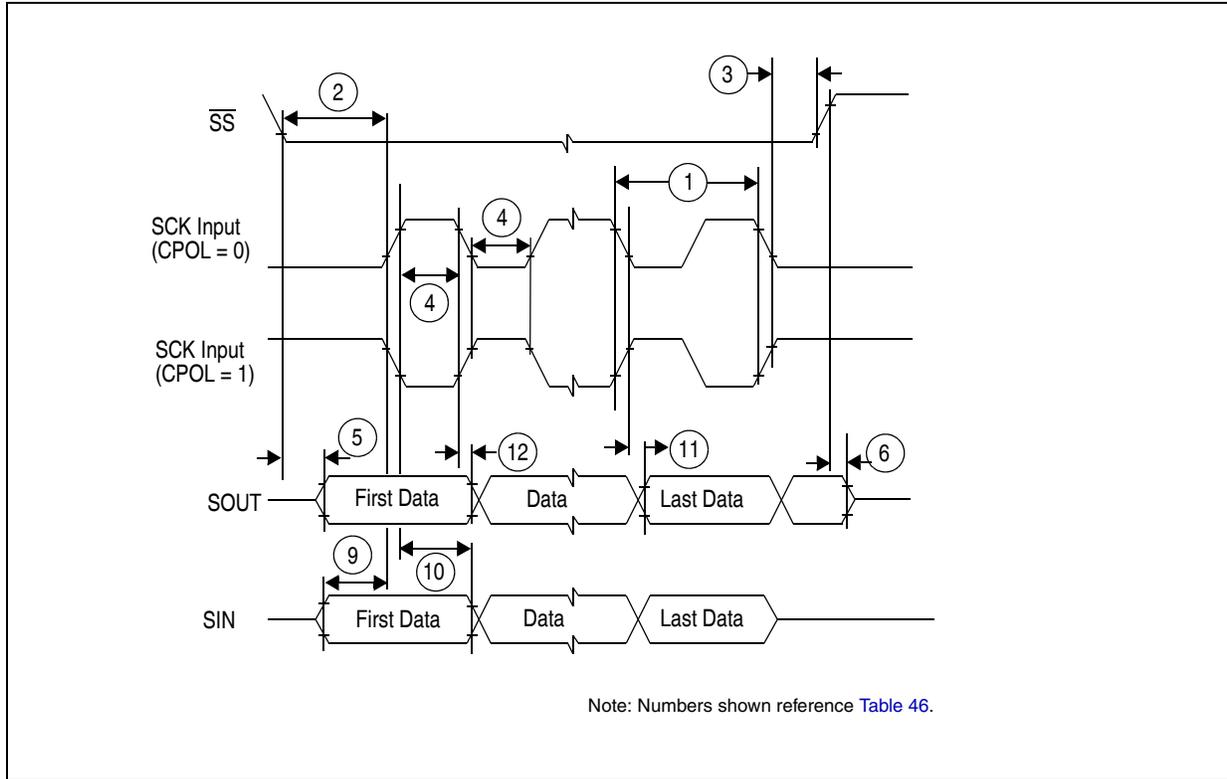 3
2
SS
1
SCK Input
(CPOL = 0)
4
4
SCK Input
(CPOL = 1)
5
12
11
6
SOUT
First Data
Data
Last Data
9
10
SIN
First Data
Data
Last Data
Note: Numbers shown reference Table 46.